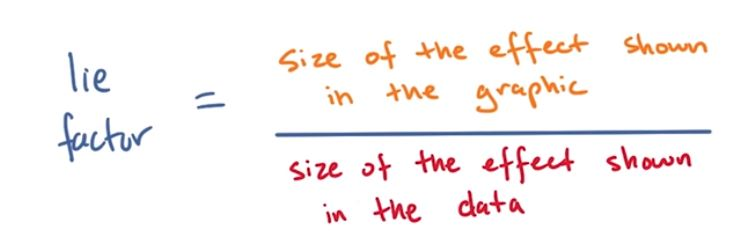 lie
factor
=
size of the effect shown
in the graphic
size of the effect shown
in the data